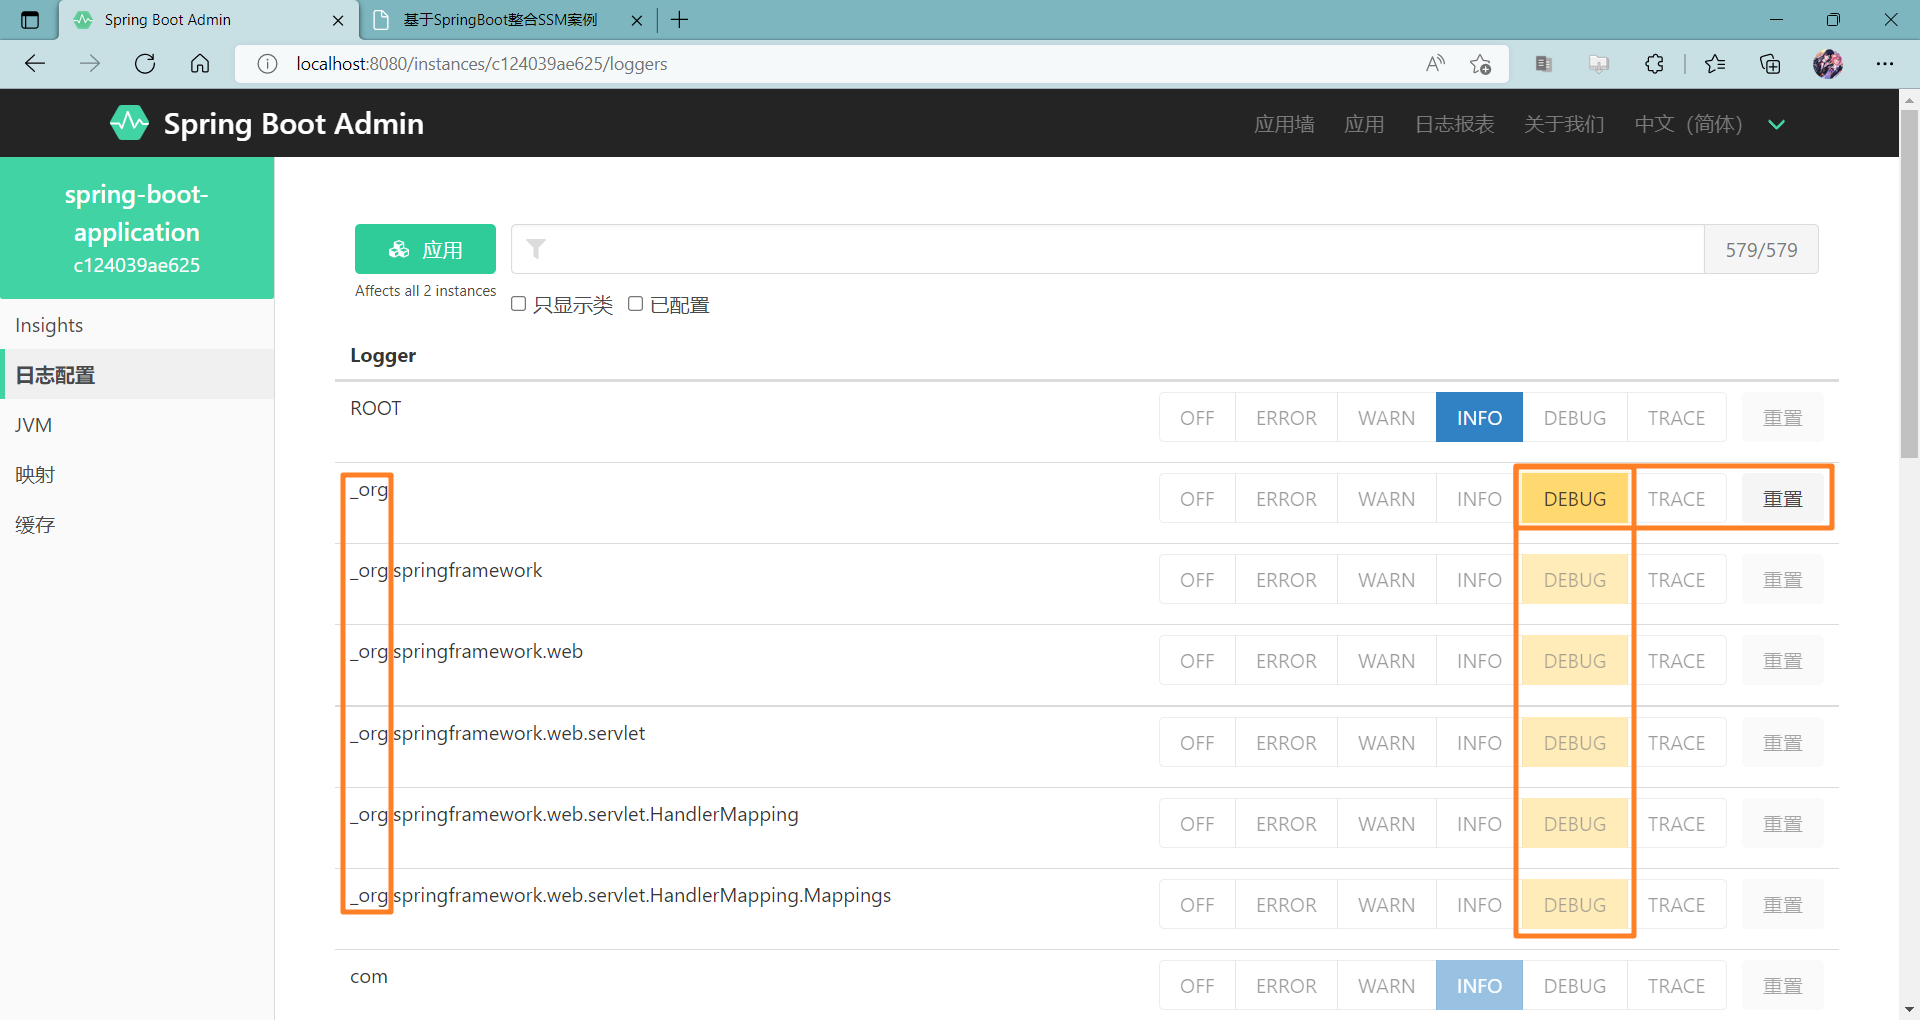 Spring Boot Admin
基于SpringBoot整合SSM案例
localhost:8080/instances/c124039ae625/loggers
Spring Boot Admin
应用墙 应用 日志报表 关于我们 中文（简体）
spring-boot-
application
c124039ae625
Insights
日志配置
JVM
映射
缓存
应用
579/579
Affects all 2 instances
只显示类 已配置
Logger
ROOT OFF ERROR WARN INFO DEBUG TRACE 重置
_org OFF ERROR WARN INFO DEBUG TRACE 重置
_org.springframework OFF ERROR WARN INFO DEBUG TRACE 重置
_org.springframework.web OFF ERROR WARN INFO DEBUG TRACE 重置
_org.springframework.web.servlet OFF ERROR WARN INFO DEBUG TRACE 重置
_org.springframework.web.servlet.HandlerMapping OFF ERROR WARN INFO DEBUG TRACE 重置
_org.springframework.web.servlet.HandlerMapping.Mappings OFF ERROR WARN INFO DEBUG TRACE 重置
com OFF ERROR WARN INFO DEBUG TRACE 重置